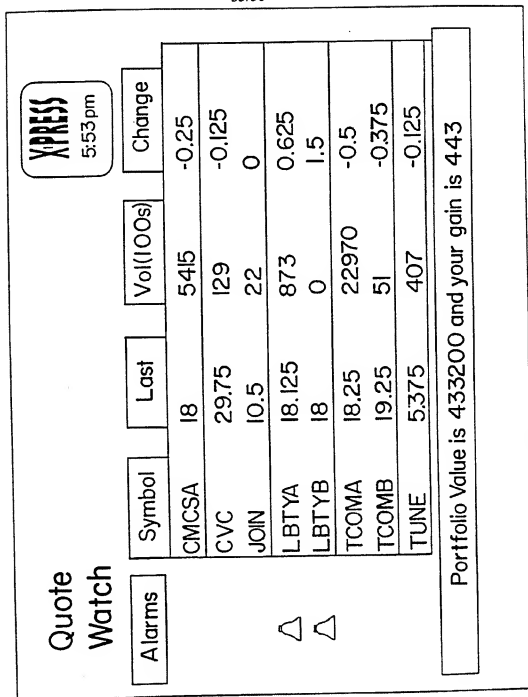 Quote
Watch
X·PRESS
5:53pm
Alarms Symbol Last Vol(100s) Change
CMCSA 18 5415 -0.25
CVC 29.75 129 -0.125
JOIN 10.5 22 0
LBTYA 18.125 873 0.625
LBTYB 18 0 1.5
TCOMA 18.25 22970 -0.5
TCOMB 19.25 51 -0.375
TUNE 5.375 407 -0.125
Portfolio Value is 433200 and your gain is 443